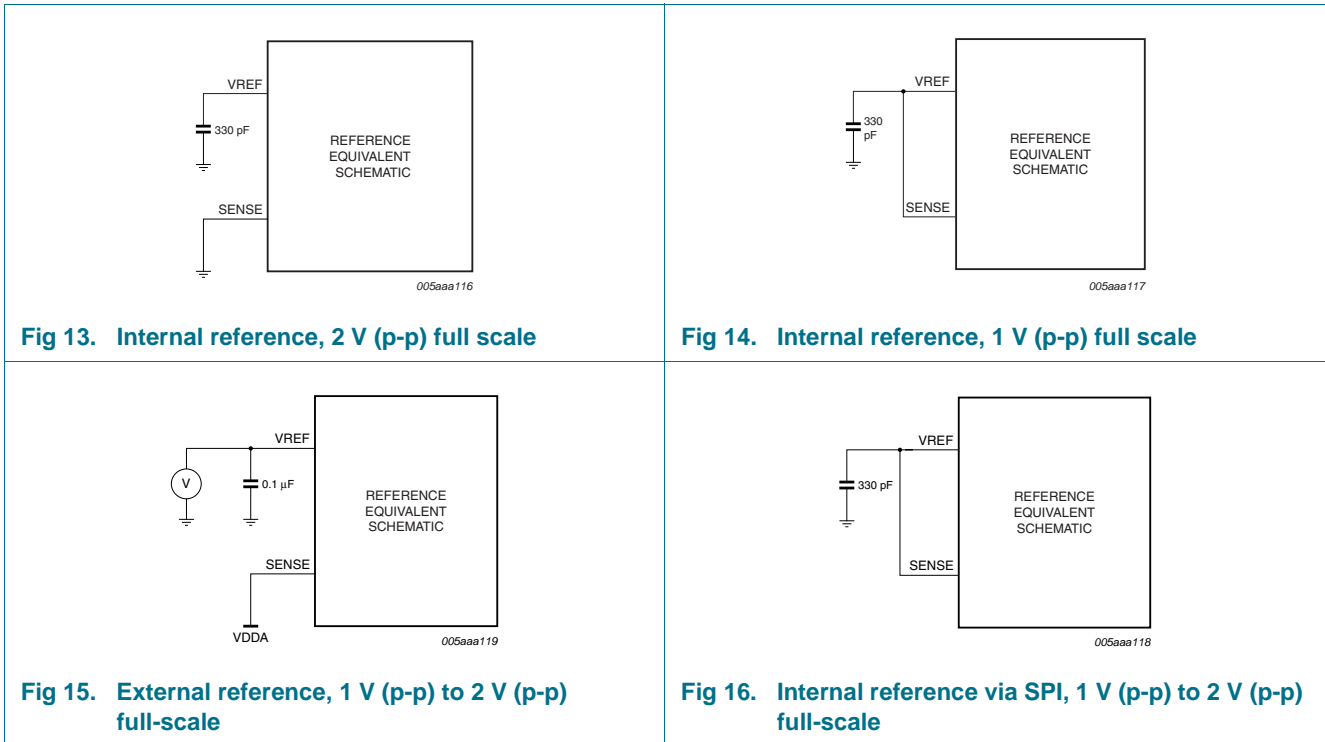 VREF
330 pF
REFERENCE
EQUIVALENT
SCHEMATIC
SENSE
005aaa116
Fig 13. Internal reference, 2 V (p-p) full scale
VREF
330
pF
REFERENCE
EQUIVALENT
SCHEMATIC
SENSE
005aaa117
Fig 14. Internal reference, 1 V (p-p) full scale
VREF
V
0.1 μF
REFERENCE
EQUIVALENT
SCHEMATIC
SENSE
VDDA
005aaa119
Fig 15. External reference, 1 V (p-p) to 2 V (p-p)
full-scale
VREF
330 pF
REFERENCE
EQUIVALENT
SCHEMATIC
SENSE
005aaa118
Fig 16. Internal reference via SPI, 1 V (p-p) to 2 V (p-p)
full-scale